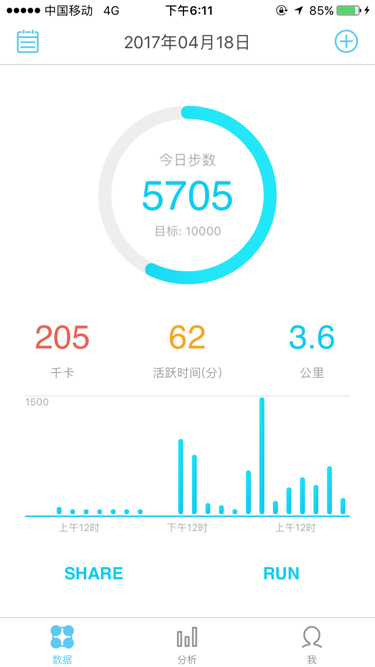 中国移动 4G 下午6:11 85%
2017年04月18日
今日步数
5705
目标: 10000
205 62 3.6
千卡 活跃时间(分) 公里
1500
上午12时 下午12时 上午12时
SHARE RUN
数据 分析 我